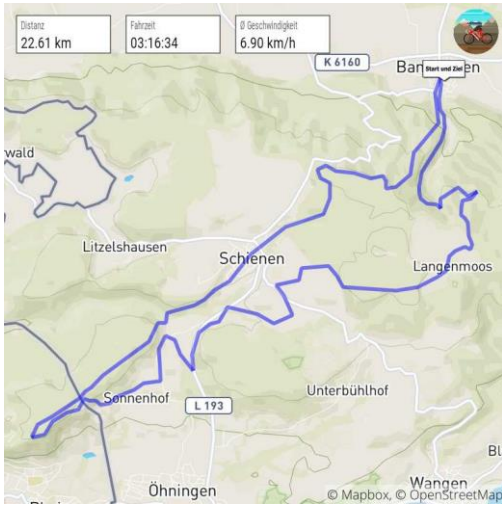 Distanz
22.61 km
Fahrzeit
03:16:34
Ø Geschwindigkeit
6.90 km/h
K 6160
Start und Ziel
Litzelshausen
Schienen
Langenmoos
Sonnenhof
L 193
Unterbühlhof
Öhningen
Wangen
© Mapbox, © OpenStreetMap